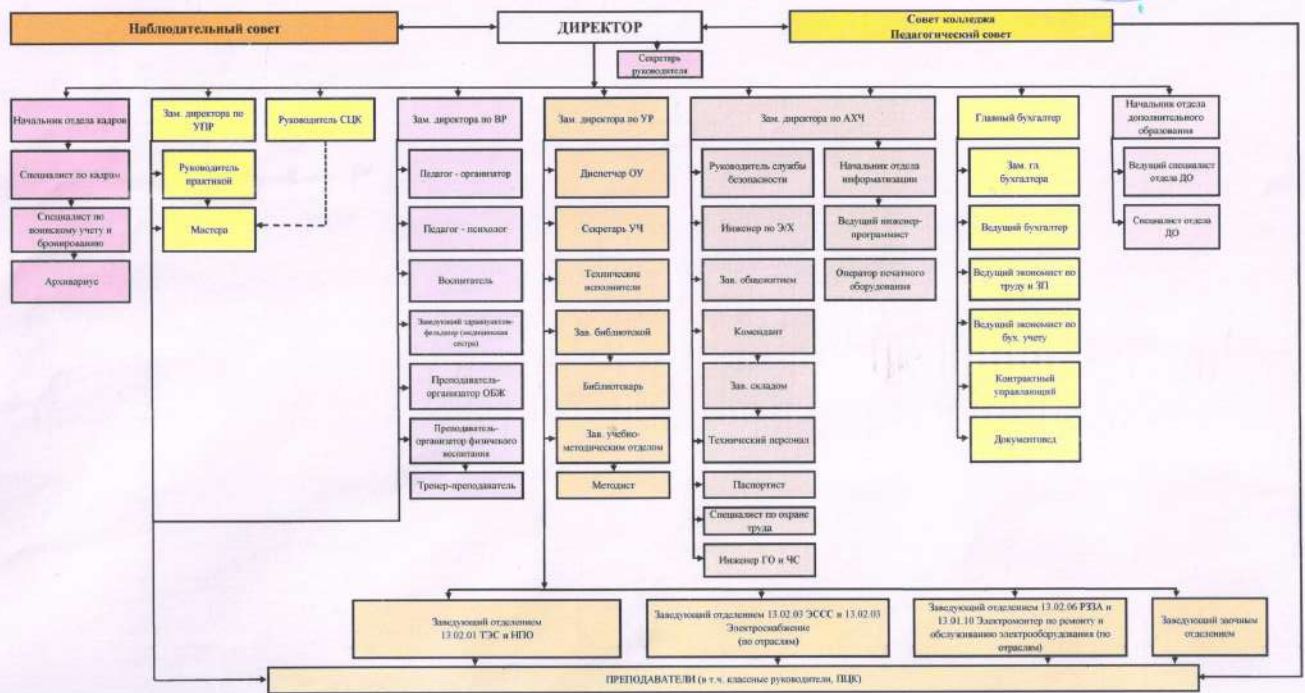 Наблюдательный совет
ДИРЕКТОР
Совет колледжа
Педагогический совет
Секретарь
руководителя
Начальник отдела кадров
Зам. директора по
УПР
Руководитель СЦК
Зам. директора по ВР
Зам. директора по УР
Зам. директора по АХЧ
Главный бухгалтер
Начальник отдела
дополнительного
образования
Специалист по кадрам
Специалист по
воинскому учету и
бронированию
Архивариус
Руководитель
практикой
Мастера
Педагог - организатор
Педагог - психолог
Воспитатель
Заведующий здравпунктом-
фельдшер (медицинская
сестра)
Преподаватель-
организатор ОБЖ
Преподаватель-
организатор физического
воспитания
Тренер-преподаватель
Диспетчер ОУ
Секретарь УЧ
Технические
исполнители
Зав. библиотекой
Библиотекарь
Зав. учебно-
методическим отделом
Методист
Руководитель службы
безопасности
Инженер по Э/Х
Зав. общежитием
Комендант
Зав. складом
Технический персонал
Паспортист
Специалист по охране
труда
Инженер ГО и ЧС
Начальник отдела
информатизации
Ведущий инженер-
программист
Оператор печатного
оборудования
Зам. гл.
бухгалтера
Ведущий бухгалтер
Ведущий экономист по
труду и ЗП
Ведущий экономист по
бух. учету
Контрактный
управляющий
Документовед
Ведущий специалист
отдела ДО
Специалист отдела
ДО
Заведующий отделением
13.02.01 ТЭС и НПО
Заведующий отделением 13.02.03 ЭССС и 13.02.03
Электроснабжение
(по отраслям)
Заведующий отделением 13.02.06 РЗЗА и
13.01.10 Электромонтер по ремонту и
обслуживанию электрооборудования (по
отраслям)
Заведующий заочным
отделением
ПРЕПОДАВАТЕЛИ (в т.ч. классные руководители, ПЦК)